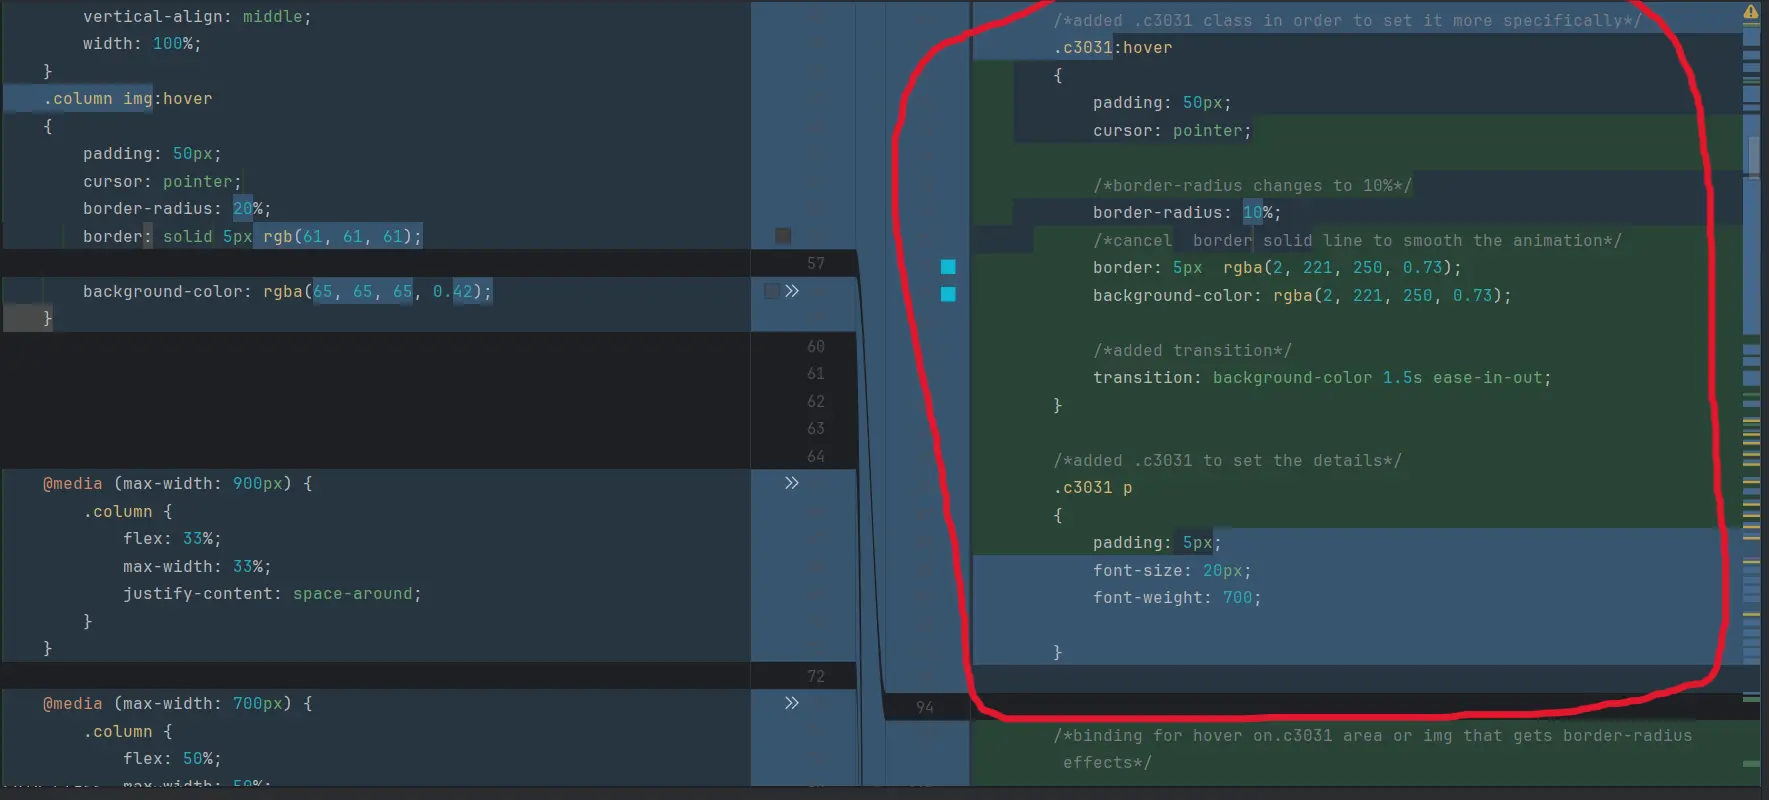 vertical-align: middle;
width: 100%;
}
.column img:hover
{
padding: 50px;
cursor: pointer;
border-radius: 20%;
border: solid 5px rgb(61, 61, 61);
57
background-color: rgba(65, 65, 65, 0.42);
}
60
61
62
63
64
@media (max-width: 900px) {
.column {
flex: 33%;
max-width: 33%;
justify-content: space-around;
}
}
72
@media (max-width: 700px) {
.column {
flex: 50%;
max-width: 50%;
/*added .c3031 class in order to set it more specifically*/
.c3031:hover
{
padding: 50px;
cursor: pointer;
/*border-radius changes to 10%*/
border-radius: 10%;
/*cancel  border solid line to smooth the animation*/
border: 5px  rgba(2, 221, 250, 0.73);
background-color: rgba(2, 221, 250, 0.73);
/*added transition*/
transition: background-color 1.5s ease-in-out;
}
/*added .c3031 to set the details*/
.c3031 p
{
padding: 5px;
font-size: 20px;
font-weight: 700;
}
94
/*binding for hover on.c3031 area or img that gets border-radius
effects*/